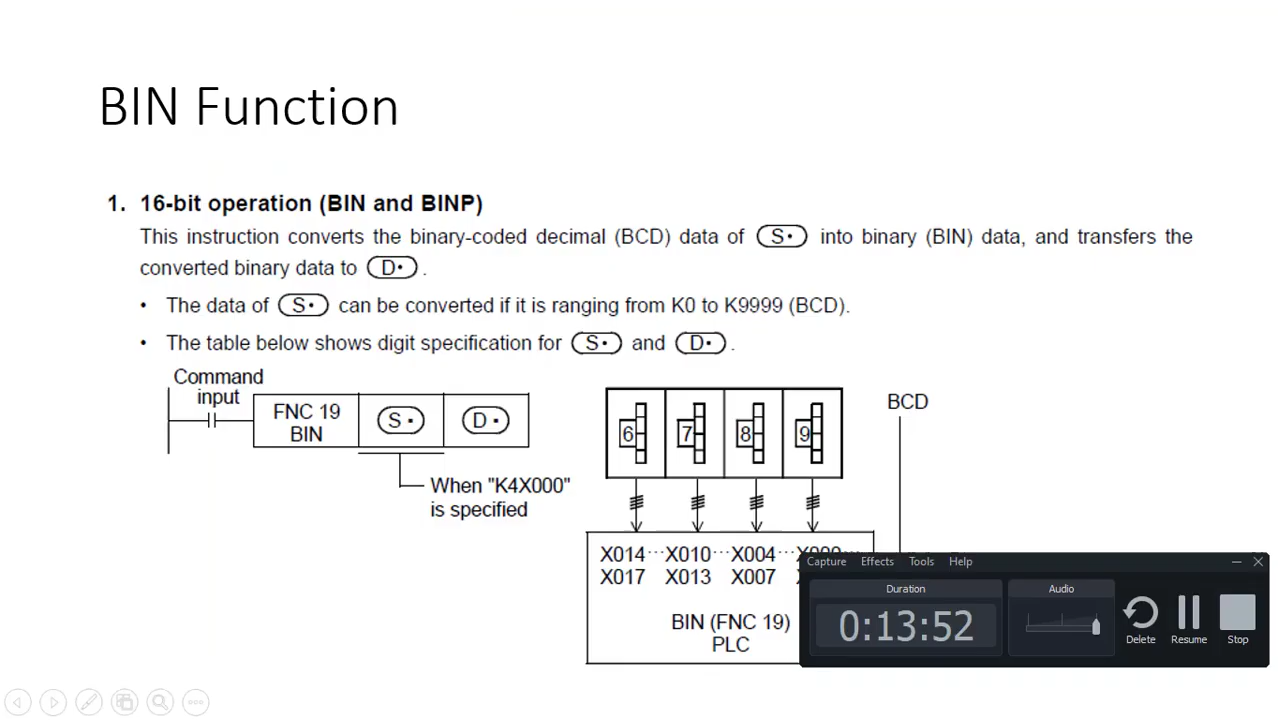 BIN Function
1. 16-bit operation (BIN and BINP)
This instruction converts the binary-coded decimal (BCD) data of S• into binary (BIN) data, and transfers the
converted binary data to D• .
• The data of S• can be converted if it is ranging from K0 to K9999 (BCD).
• The table below shows digit specification for S• and D• .
Command
input
FNC 19
BIN
S•
D•
When "K4X000"
is specified
6 7 8 9
BCD
X014 ··· X010 ··· X004 ···
X017 X013 X007
BIN (FNC 19)
PLC
Capture Effects Tools Help
Duration
Audio
0:13:52
Delete Resume Stop